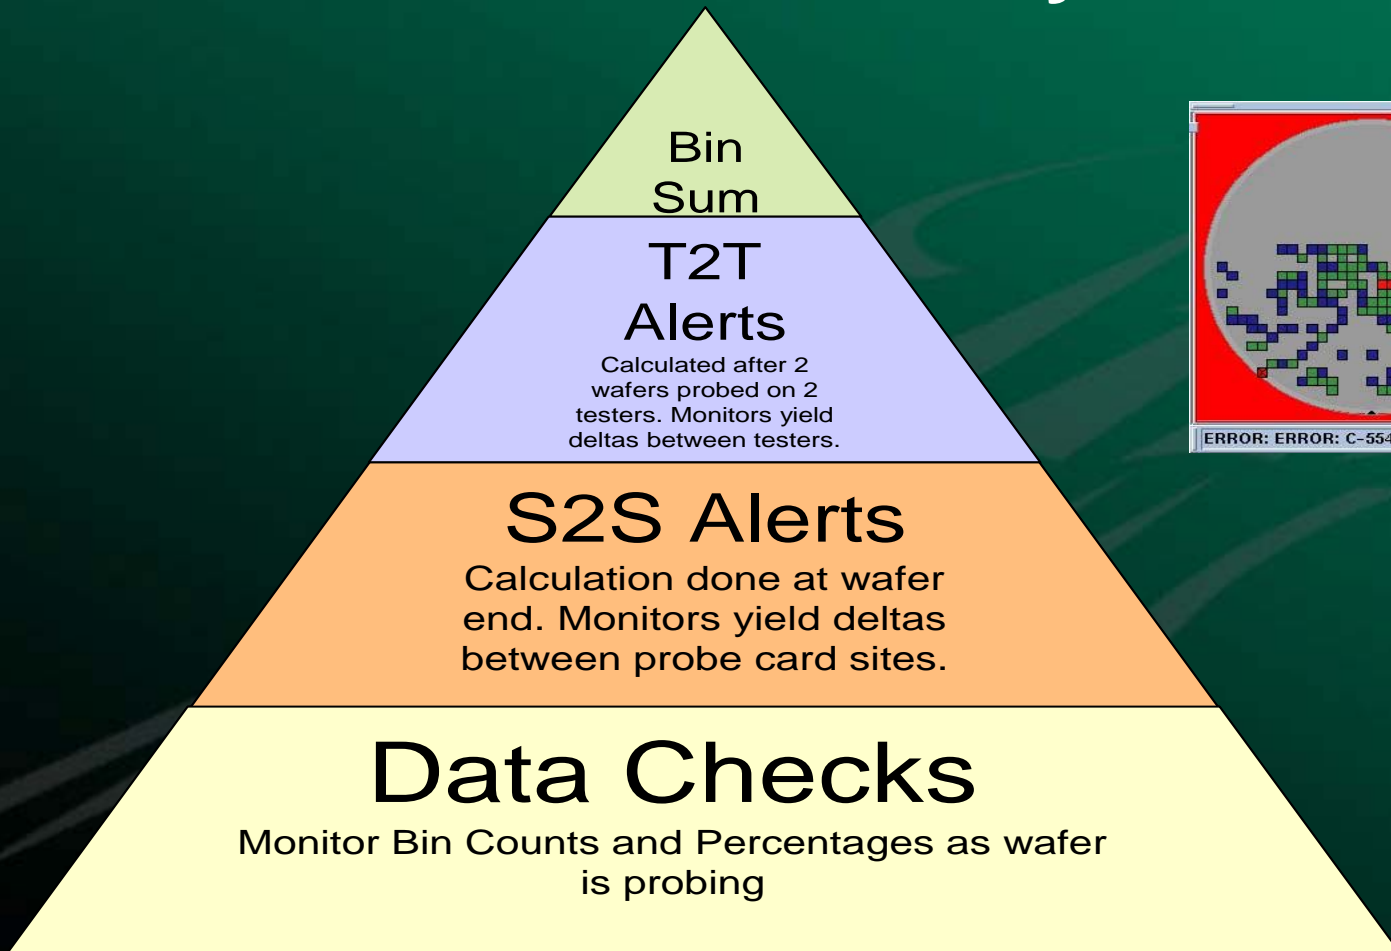 Bin
Sum
T2T
Alerts
Calculated after 2
wafers probed on 2
testers. Monitors yield
deltas between testers.
ERROR: ERROR: C-554
S2S Alerts
Calculation done at wafer
end. Monitors yield deltas
between probe card sites.
Data Checks
Monitor Bin Counts and Percentages as wafer
is probing